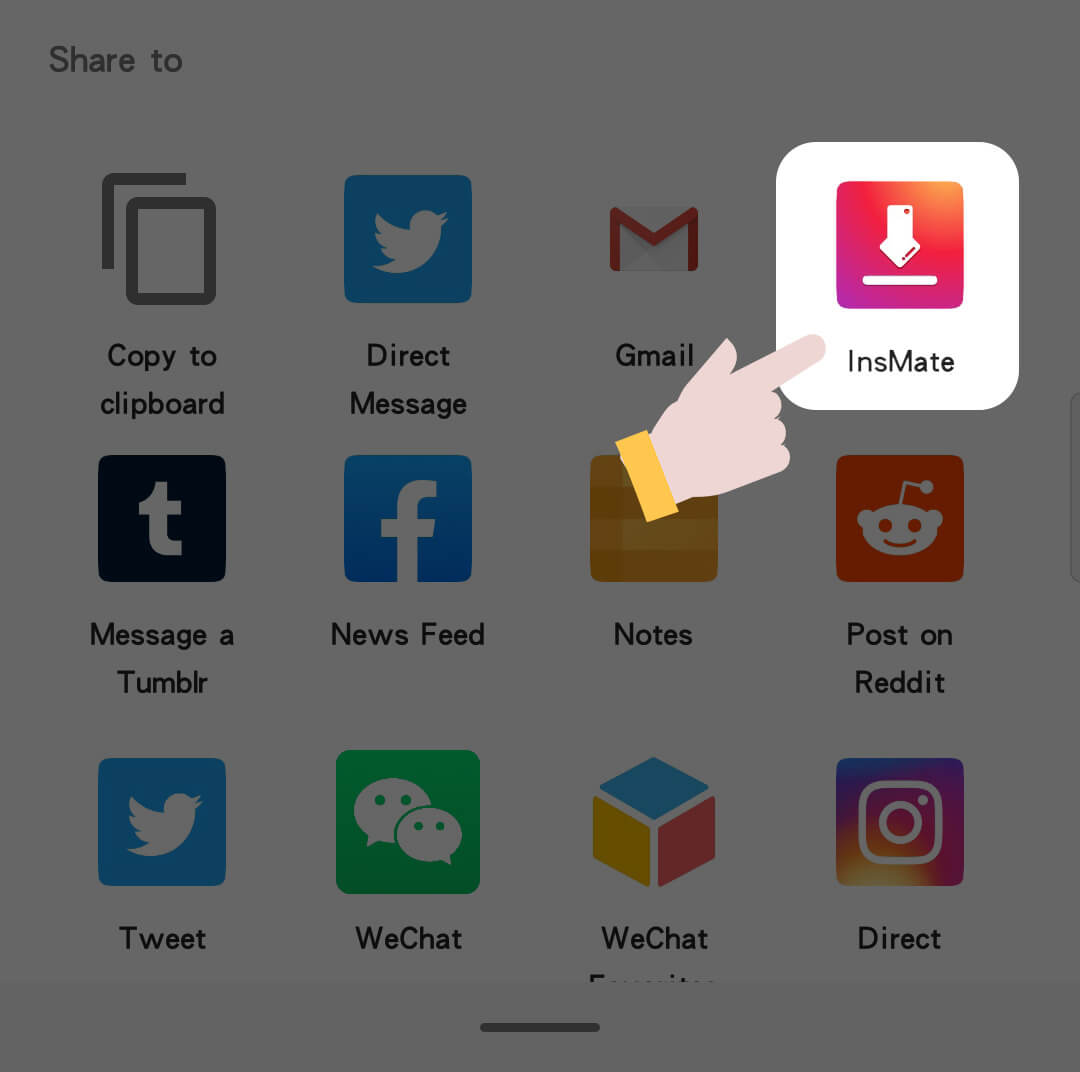 Share to
Copy to
clipboard
Direct
Message
Gmail
InsMate
Message a
Tumblr
News Feed
Notes
Post on
Reddit
Tweet
WeChat
WeChat
Direct